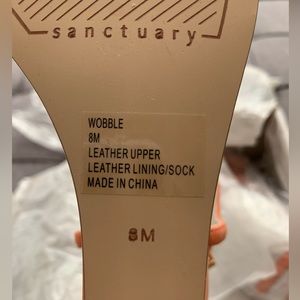 sanctuary
WOBBLE
8M
LEATHER UPPER
LEATHER LINING/SOCK
MADE IN CHINA
8M